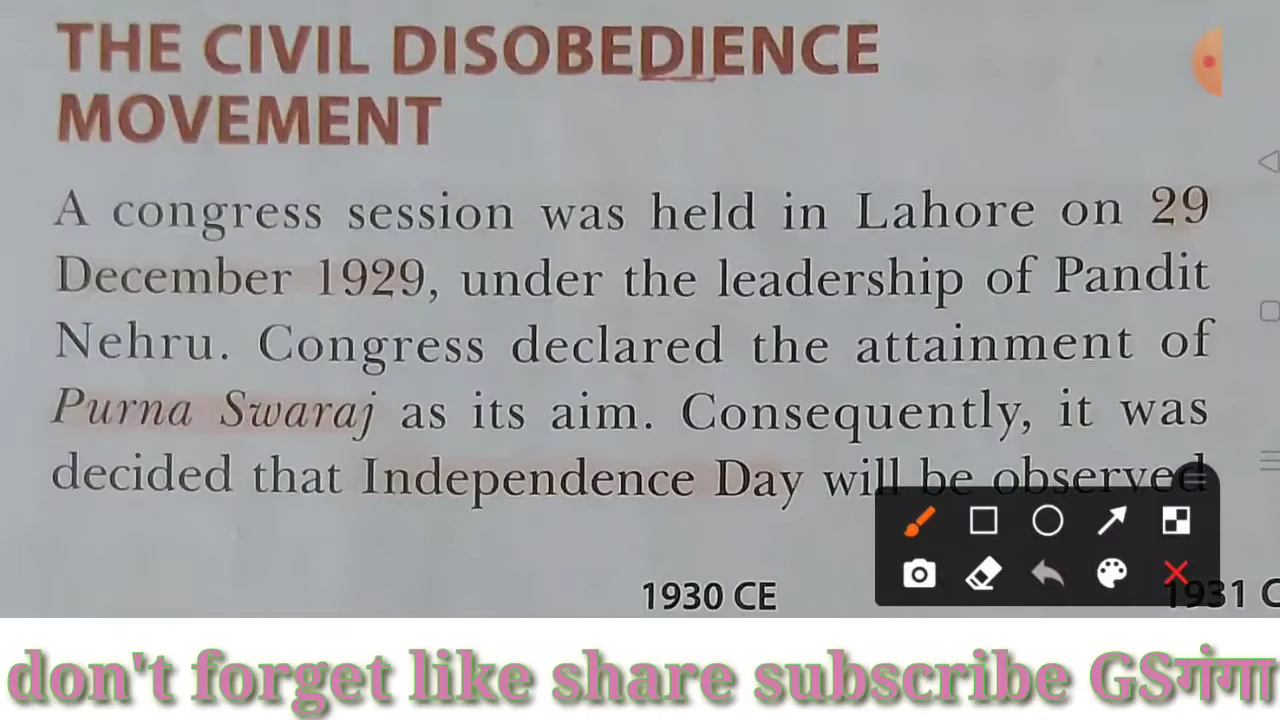 THE CIVIL DISOBEDIENCE
MOVEMENT
A congress session was held in Lahore on 29
December 1929, under the leadership of Pandit
Nehru. Congress declared the attainment of
Purna Swaraj as its aim. Consequently, it was
decided that Independence Day will be observed
1930 CE
1931 C
don't forget like share subscribe GSगंगा